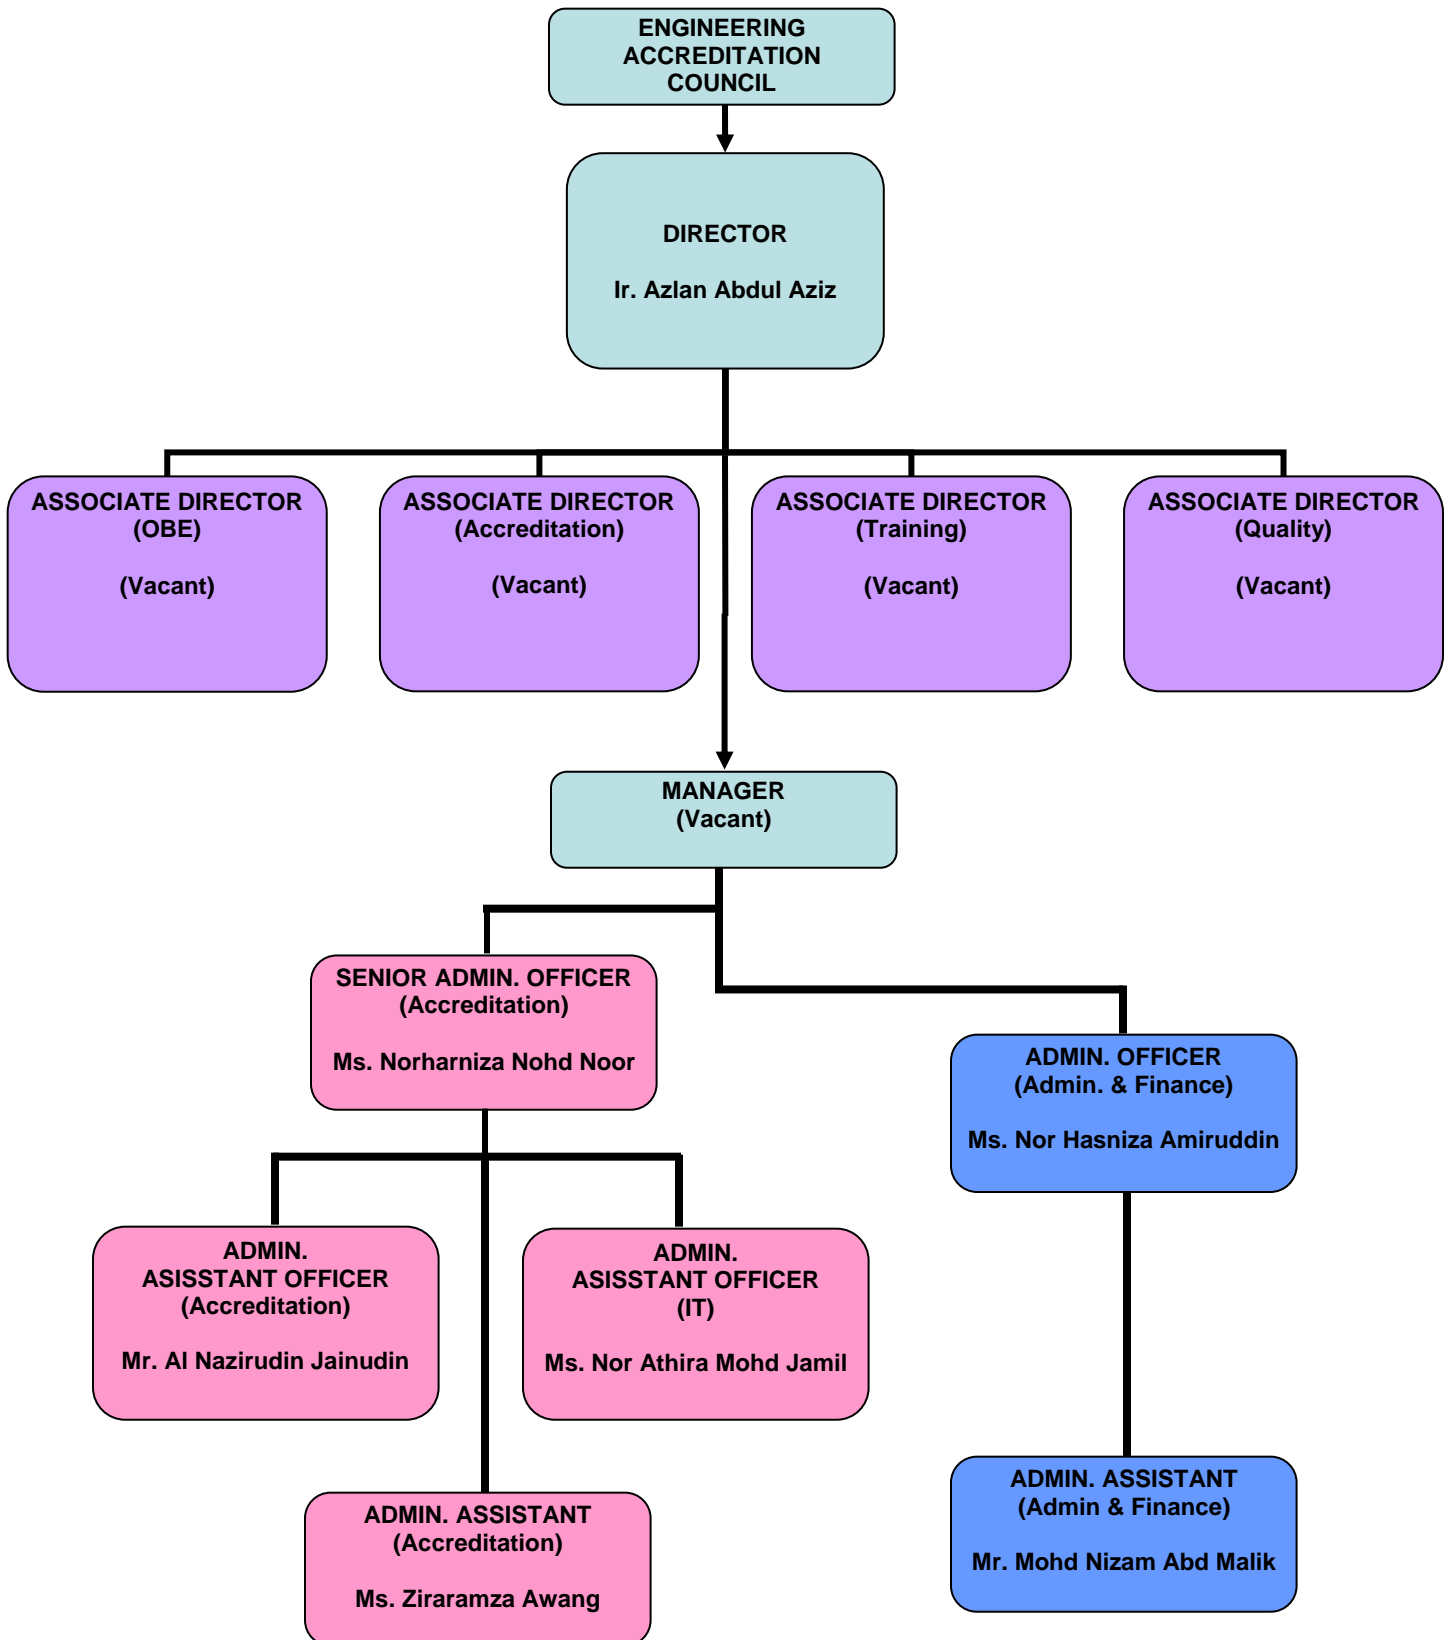 ENGINEERING
ACCREDITATION
COUNCIL
DIRECTOR
Ir. Azlan Abdul Aziz
ASSOCIATE DIRECTOR
(OBE)
(Vacant)
ASSOCIATE DIRECTOR
(Accreditation)
(Vacant)
ASSOCIATE DIRECTOR
(Training)
(Vacant)
ASSOCIATE DIRECTOR
(Quality)
(Vacant)
MANAGER
(Vacant)
SENIOR ADMIN. OFFICER
(Accreditation)
Ms. Norharniza Nohd Noor
ADMIN. OFFICER
(Admin. & Finance)
Ms. Nor Hasniza Amiruddin
ADMIN.
ASISSTANT OFFICER
(Accreditation)
Mr. Al Nazirudin Jainudin
ADMIN.
ASISSTANT OFFICER
(IT)
Ms. Nor Athira Mohd Jamil
ADMIN. ASSISTANT
(Accreditation)
Ms. Ziraramza Awang
ADMIN. ASSISTANT
(Admin & Finance)
Mr. Mohd Nizam Abd Malik